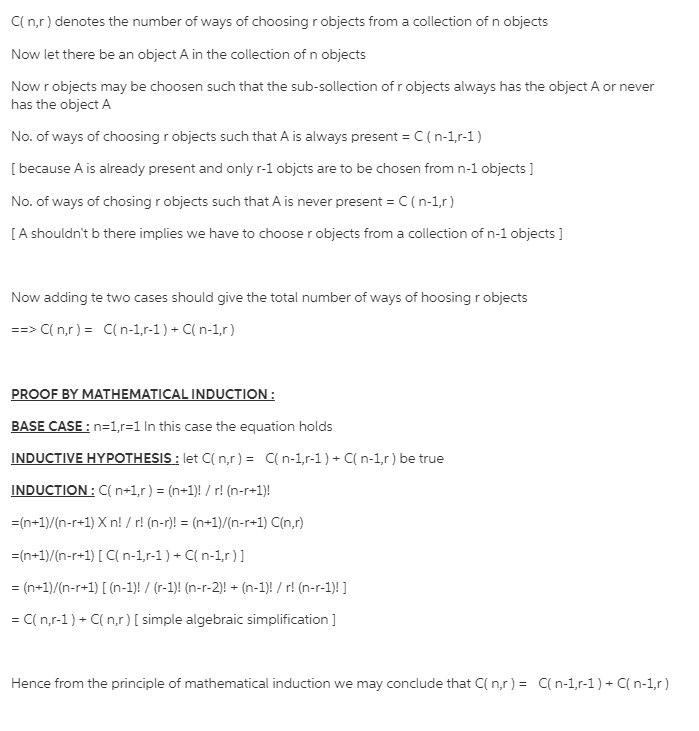 C( n,r ) denotes the number of ways of choosing r objects from a collection of n objects
Now let there be an object A in the collection of n objects
Now r objects may be choosen such that the sub-sollection of r objects always has the object A or never
has the object A
No. of ways of choosing r objects such that A is always present = C ( n-1,r-1 )
[ because A is already present and only r-1 objcts are to be chosen from n-1 objects ]
No. of ways of chosing r objects such that A is never present = C ( n-1,r )
[ A shouldn't b there implies we have to choose r objects from a collection of n-1 objects ]
Now adding te two cases should give the total number of ways of hoosing r objects
==> C( n,r ) = C( n-1,r-1 ) + C( n-1,r )
PROOF BY MATHEMATICAL INDUCTION :
BASE CASE : n=1,r=1 In this case the equation holds
INDUCTIVE HYPOTHESIS : let C( n,r ) = C( n-1,r-1 ) + C( n-1,r ) be true
INDUCTION : C( n+1,r ) = (n+1)! / r! (n-r+1)!
=(n+1)/(n-r+1) X n! / r! (n-r)! = (n+1)/(n-r+1) C(n,r)
=(n+1)/(n-r+1) [ C( n-1,r-1 ) + C( n-1,r ) ]
= (n+1)/(n-r+1) [ (n-1)! / (r-1)! (n-r-2)! + (n-1)! / r! (n-r-1)! ]
= C( n,r-1 ) + C( n,r ) [ simple algebraic simplification ]
Hence from the principle of mathematical induction we may conclude that C( n,r ) = C( n-1,r-1 ) + C( n-1,r )